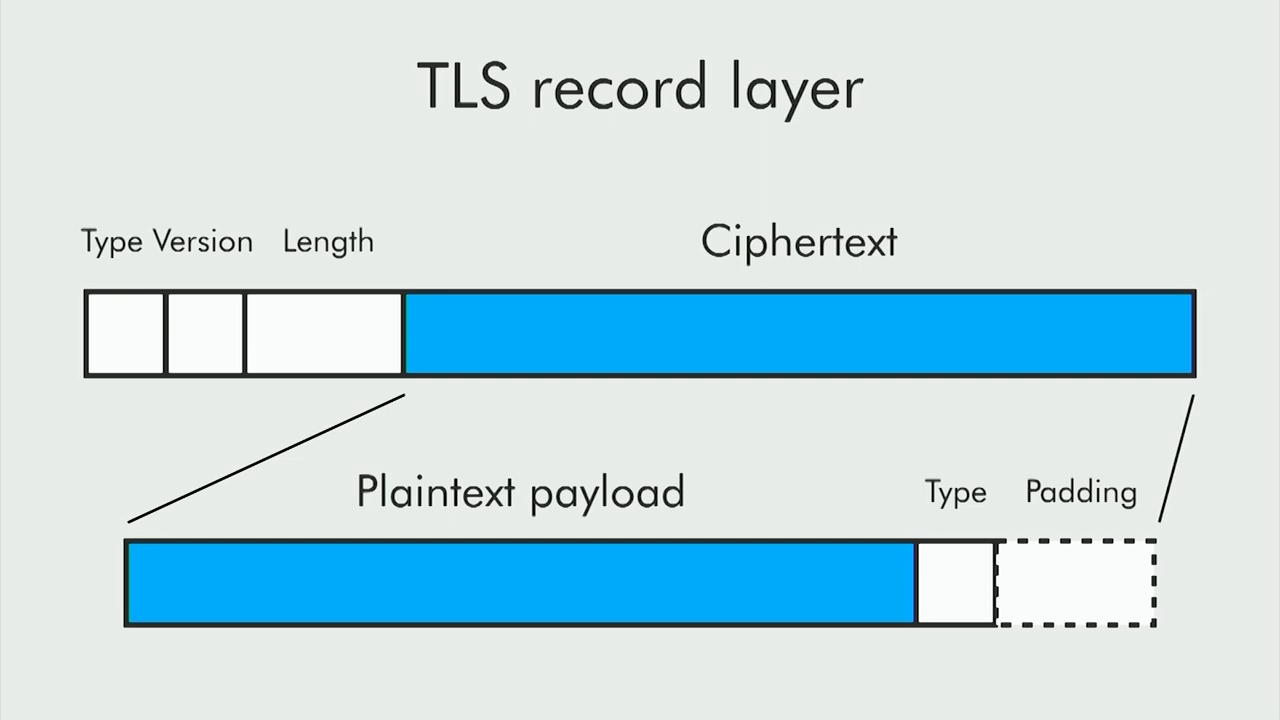 TLS record layer
Type Version Length Ciphertext
Plaintext payload Type Padding